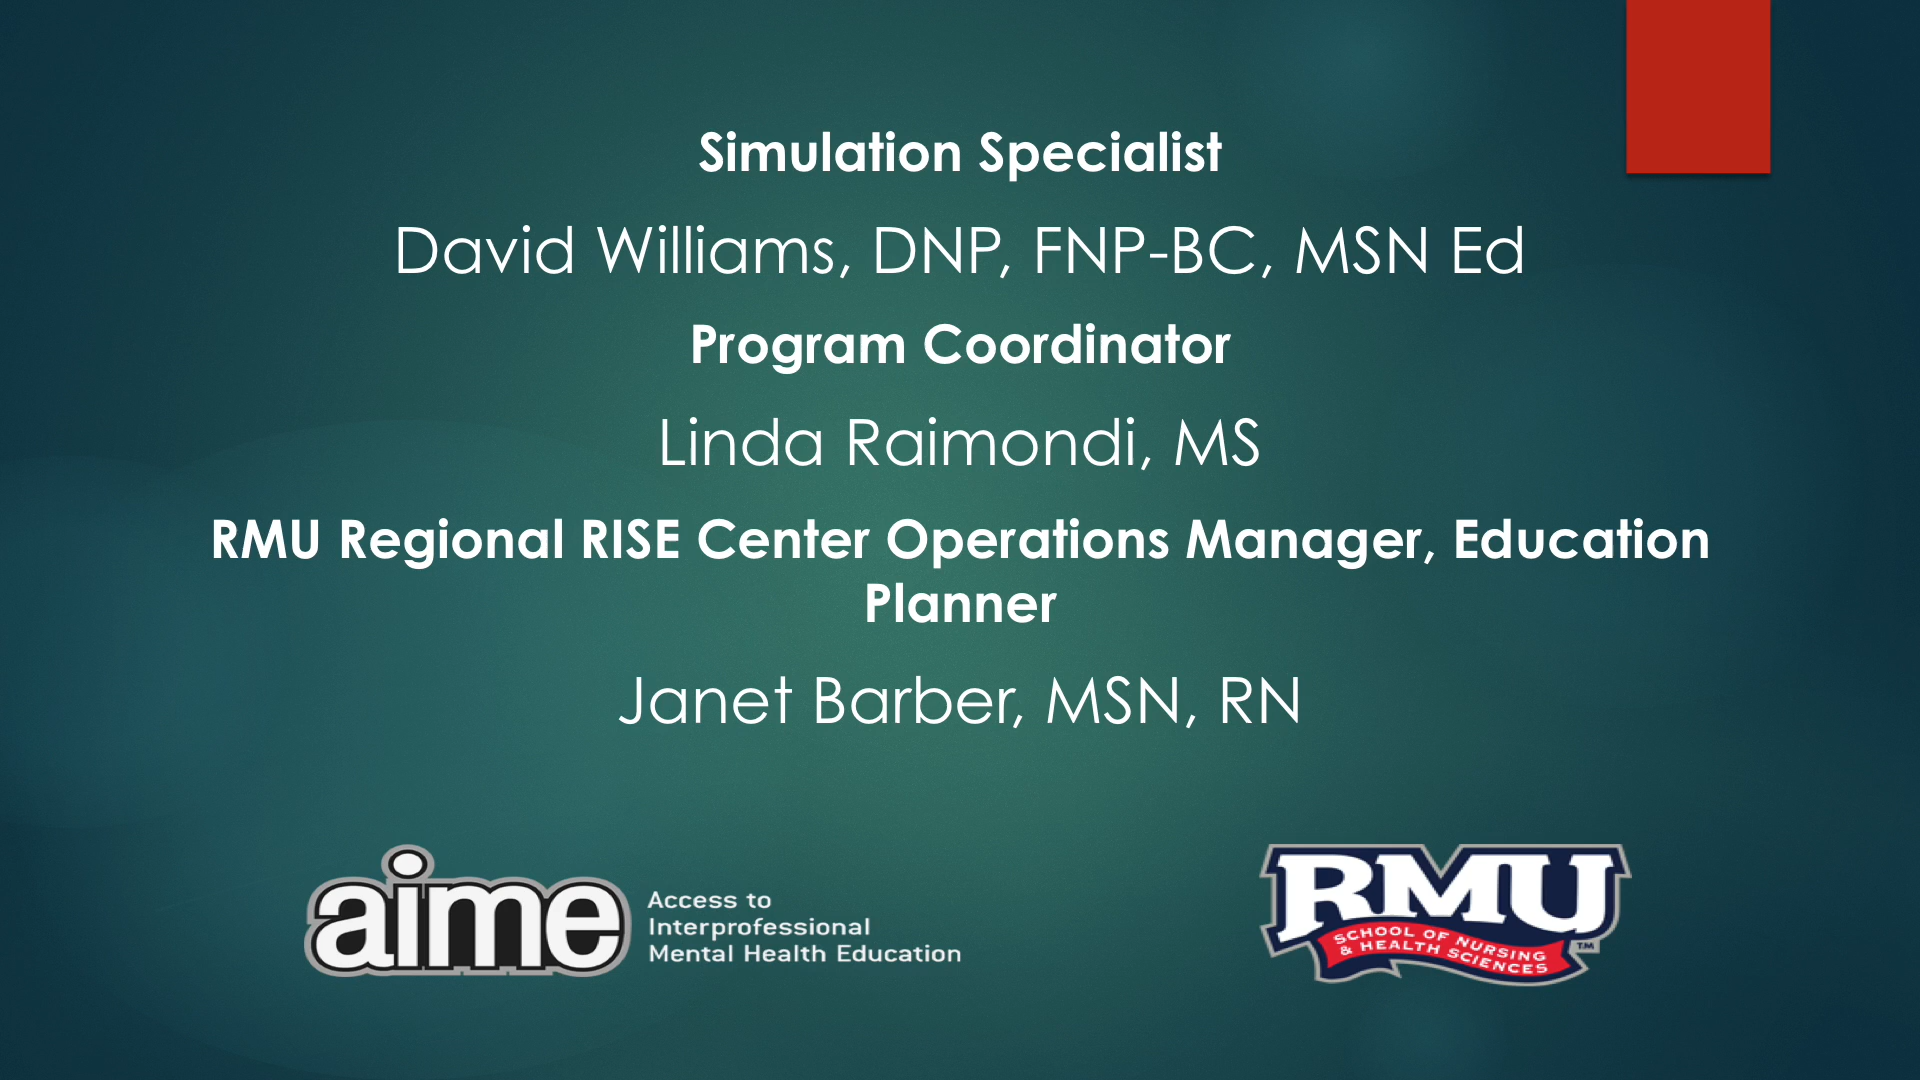 Simulation Specialist
David Williams, DNP, FNP-BC, MSN Ed
Program Coordinator
Linda Raimondi, MS
RMU Regional RISE Center Operations Manager, Education
Planner
Janet Barber, MSN, RN
aime
Access to
Interprofessional
Mental Health Education
RMU
SCHOOL OF NURSING
& HEALTH SCIENCES
TM